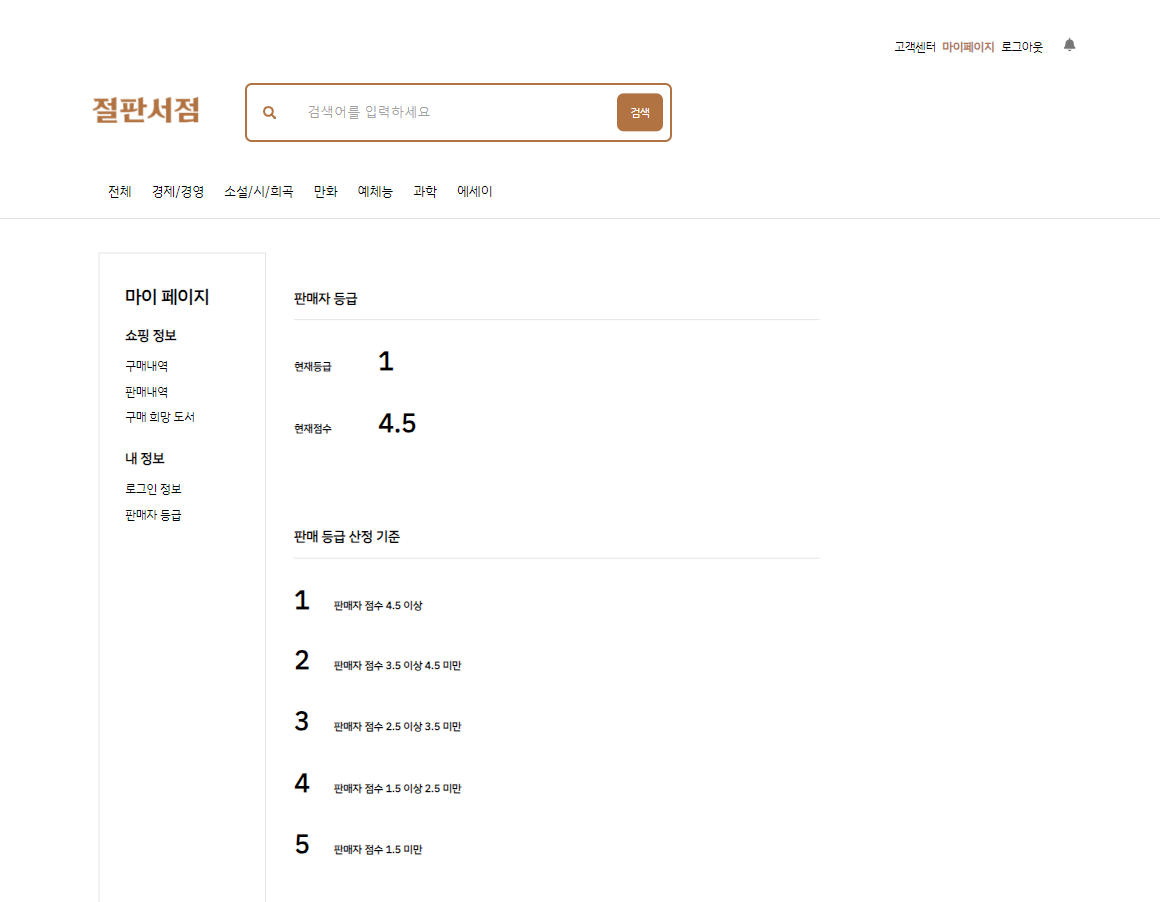 고객센터 마이페이지 로그아웃
절판서점
검색어를 입력하세요
검색
전체 경제/경영 소설/시/희곡 만화 예체능 과학 에세이
마이 페이지
쇼핑 정보
구매내역
판매내역
구매 희망 도서
내 정보
로그인 정보
판매자 등급
판매자 등급
현재등급 1
현재점수 4.5
판매 등급 산정 기준
1 판매자 점수 4.5 이상
2 판매자 점수 3.5 이상 4.5 미만
3 판매자 점수 2.5 이상 3.5 미만
4 판매자 점수 1.5 이상 2.5 미만
5 판매자 점수 1.5 미만